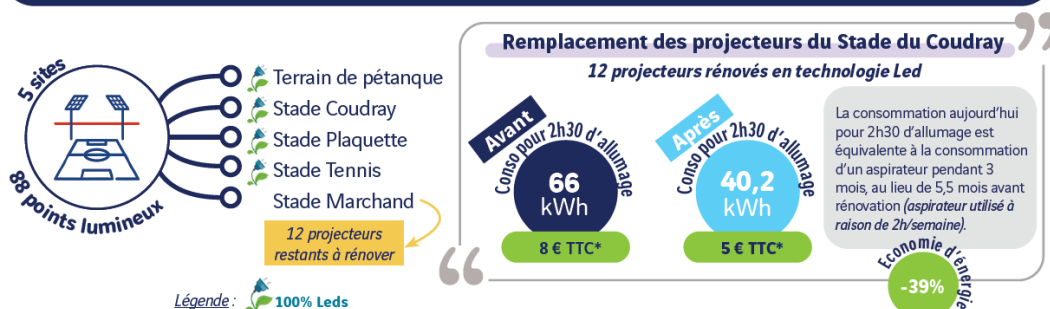 5 sites
88 points lumineux
Terrain de pétanque
Stade Coudray
Stade Plaquette
Stade Tennis
Stade Marchand
12 projecteurs
restants à rénover
Légende :
100% Leds
Remplacement des projecteurs du Stade du Coudray
12 projecteurs rénovés en technologie Led
Avant
Conso pour 2h30 d'allumage
66
kWh
8 € TTC*
Après
Conso pour 2h30 d'allumage
40,2
kWh
5 € TTC*
La consommation aujourd'hui
pour 2h30 d'allumage est
équivalente à la consommation
d'un aspirateur pendant 3
mois, au lieu de 5,5 mois avant
rénovation (aspirateur utilisé à
raison de 2h/semaine).
Economie d'énergie
-39%